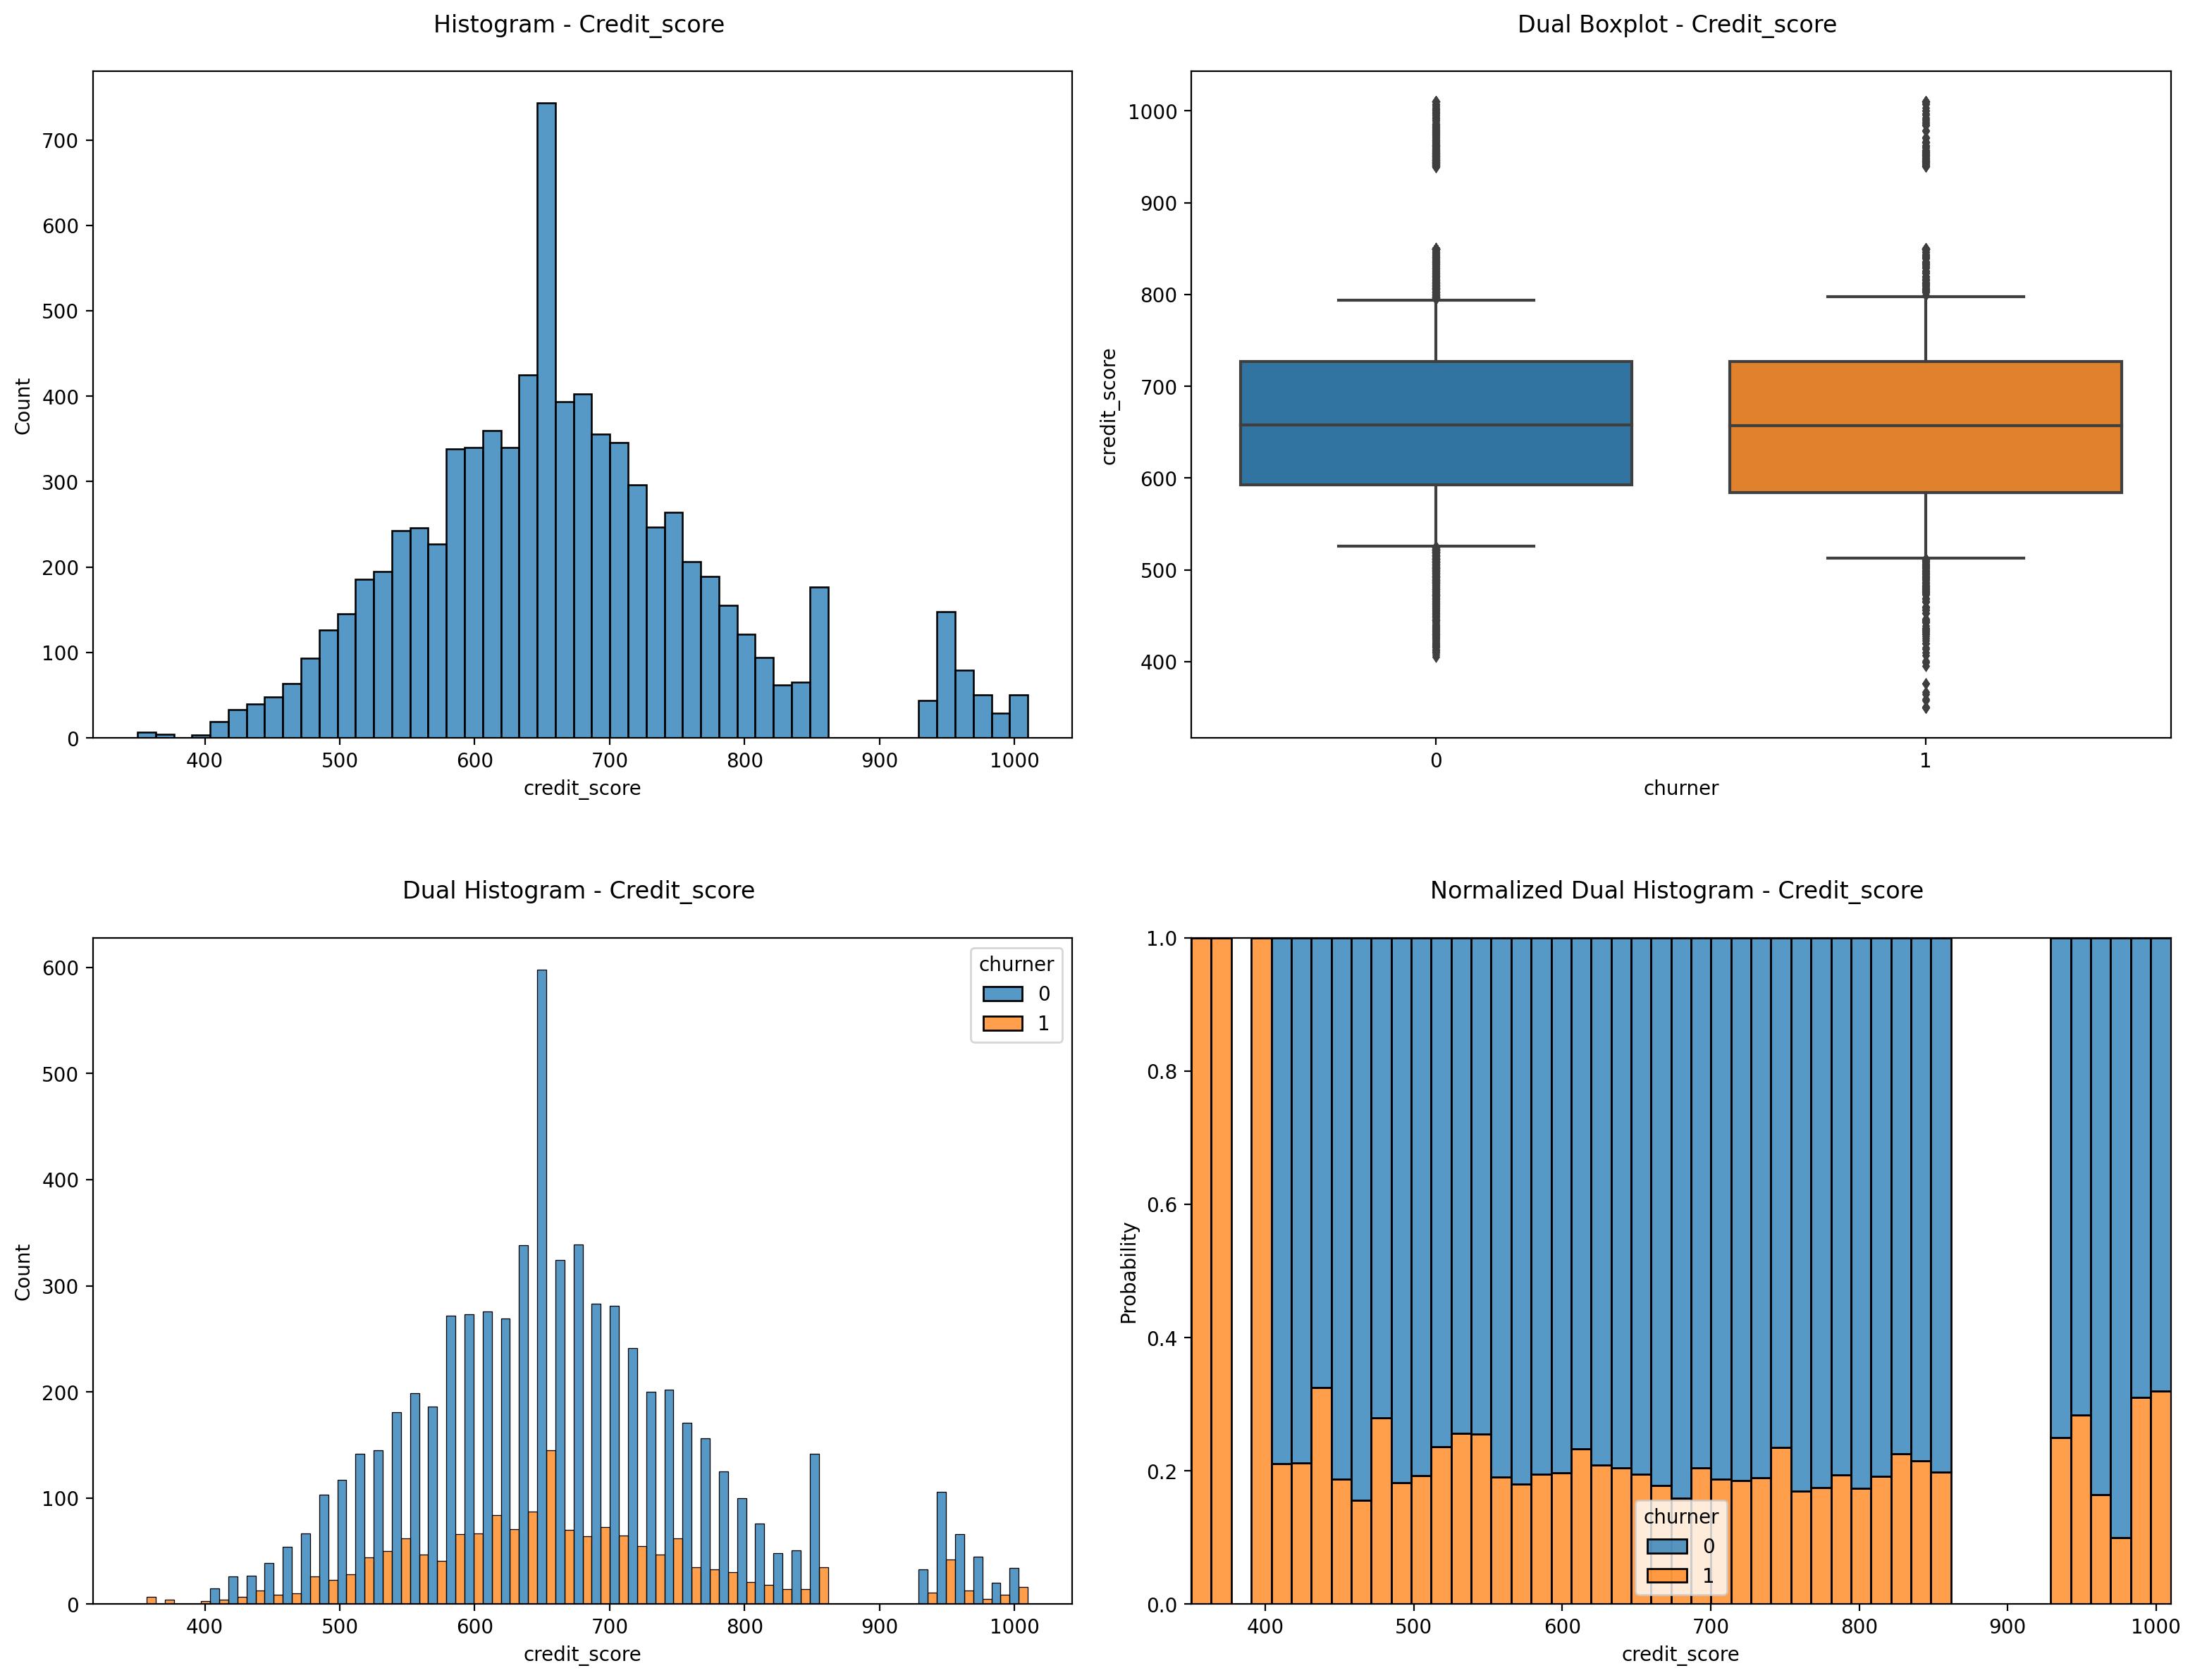 Histogram - Credit_score
700
600
500
400
300
200
100
0
Count
400 500 600 700 800 900 1000
credit_score
Dual Boxplot - Credit_score
1000
900
800
700
600
500
400
credit_score
0 1
churner
Dual Histogram - Credit_score
600
500
400
300
200
100
0
Count
churner
0
1
400 500 600 700 800 900 1000
credit_score
Normalized Dual Histogram - Credit_score
1.0
0.8
0.6
0.4
0.2
0.0
Probability
churner
0
1
400 500 600 700 800 900 1000
credit_score